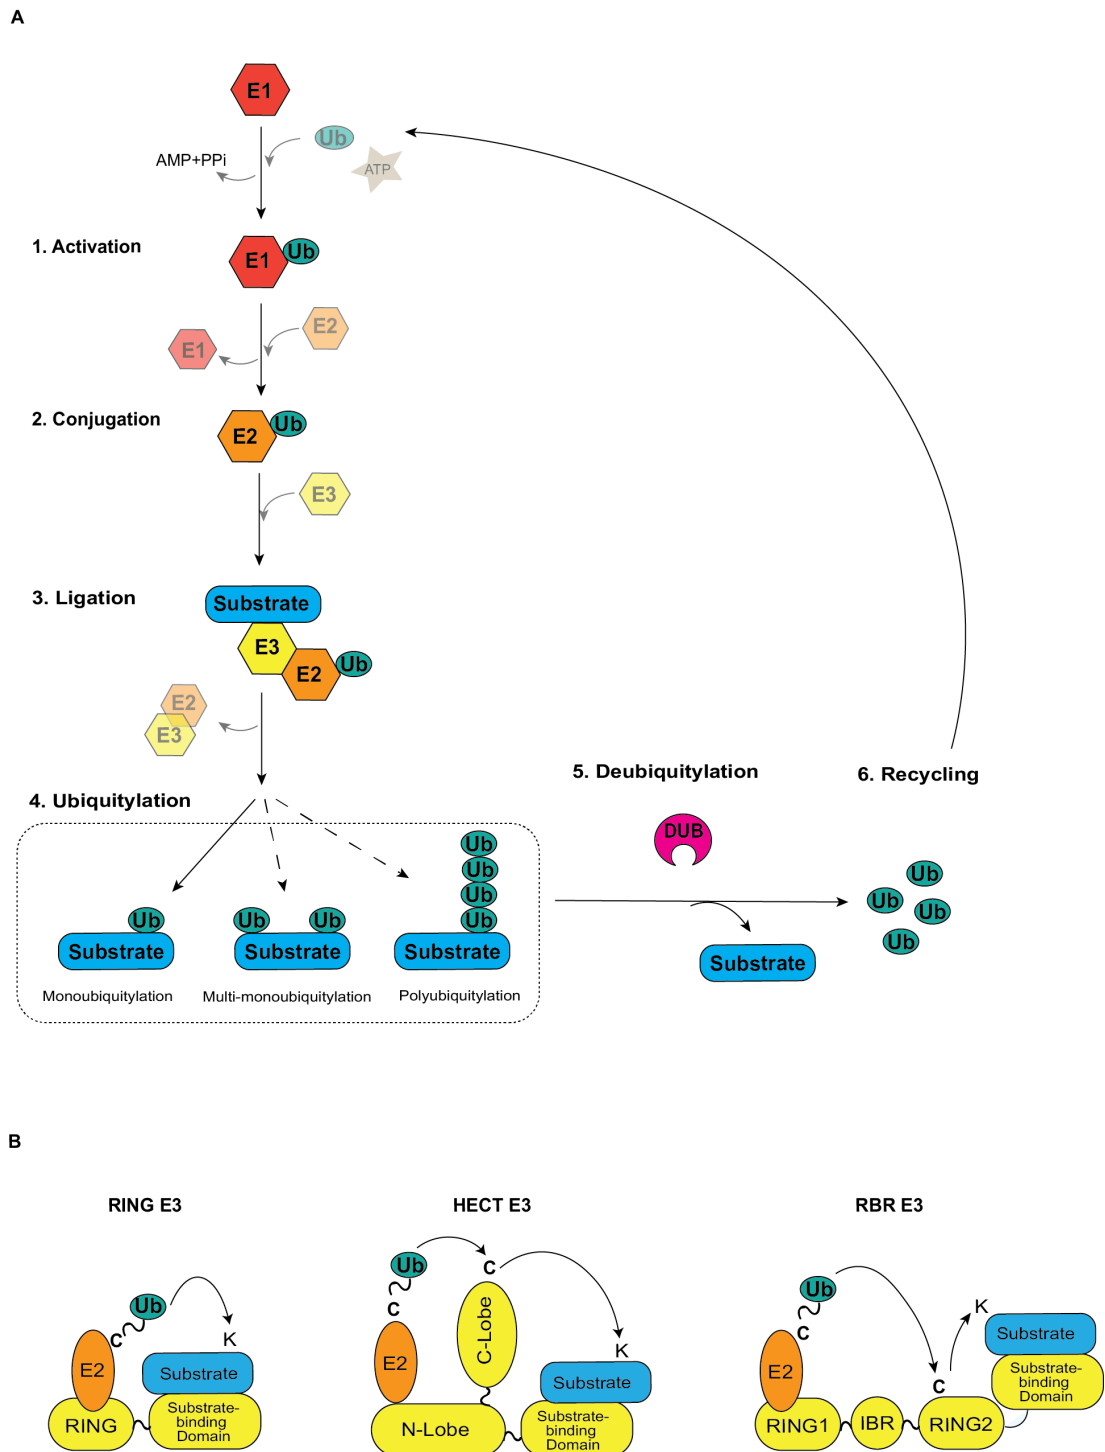 A
E1
Ub
AMP+PPi
ATP
1. Activation
E1
Ub
E2
E1
2. Conjugation
E2
Ub
E3
3. Ligation
Substrate
E3
E2
Ub
E2
E3
4. Ubiquitylation
5. Deubiquitylation
6. Recycling
DUB
Ub
Ub
Ub
Ub
Ub
Substrate
Ub
Ub
Substrate
Ub
Substrate
Ub
Ub
Ub
Ub
Substrate
Monoubiquitylation
Multi-monoubiquitylation
Polyubiquitylation
B
RING E3
HECT E3
RBR E3
Ub
C
K
E2
Substrate
RING
Substrate-
binding
Domain
Ub
C
C
C-Lobe
K
E2
Substrate
N-Lobe
Substrate-
binding
Domain
Ub
C
K
E2
C
Substrate
Substrate-
binding
Domain
RING1
IBR
RING2